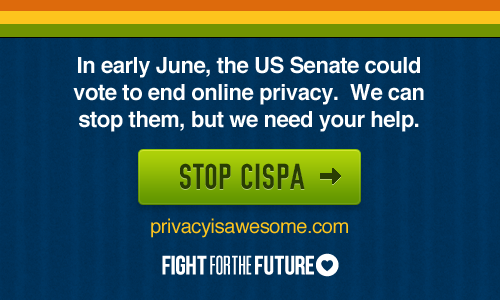 In early June, the US Senate could
vote to end online privacy.  We can
stop them, but we need your help.
STOP CISPA
privacyisawesome.com
FIGHT FOR THE FUTURE